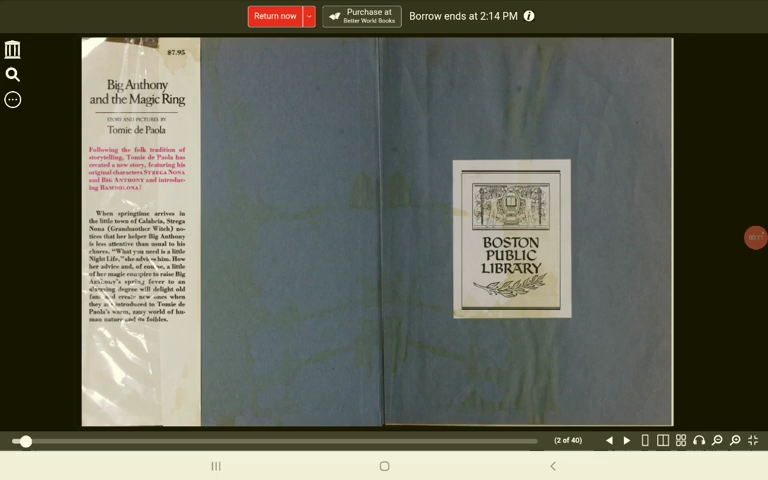 Return now
Purchase at
Better World Books
Borrow ends at 2:14 PM
$7.95
Big Anthony
and the Magic Ring
STORY AND PICTURES BY
Tomie de Paola
Following the folk tradition of
storytelling, Tomie de Paola has
created a new story, featuring his
original characters STREGA NONA
and BIG ANTHONY and introduc-
ing BAMBOLONA!
When springtime arrives in
the little town of Calabria, Strega
Nona (Grandmother Witch) no-
tices that her helper Big Anthony
is less attentive than usual to his
chores. "What you need is a little
Night Life," she advises him. How
her advice and, of course, a little
of her magic conspire to raise Big
Anthony's spring fever to an
alarming degree will delight old
fans and create new ones when
they are introduced to Tomie de
Paola's warm, zany world of hu-
man nature and its foibles.
BOSTON
PUBLIC
LIBRARY
(2 of 40)